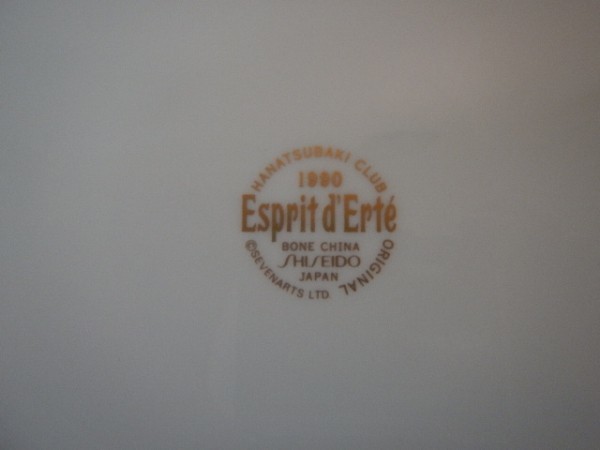 HANATSUBAKI CLUB
1990
Esprit d'Erté
BONE CHINA
SHISEIDO
JAPAN
©SEVENARTS LTD.
ORIGINAL